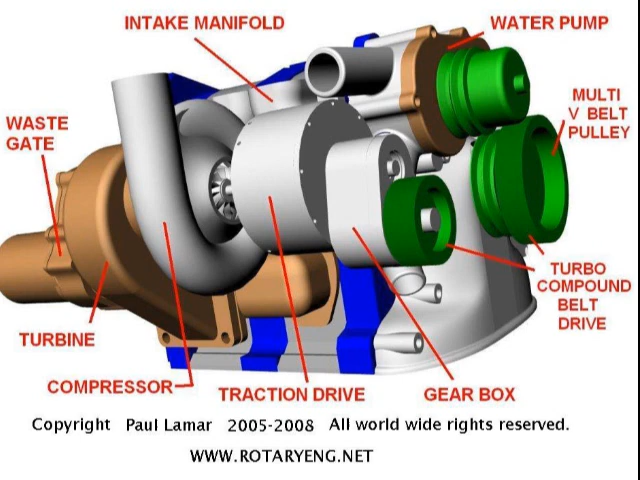 INTAKE MANIFOLD
WATER PUMP
MULTI
V BELT
PULLEY
WASTE
GATE
TURBO
COMPOUND
BELT
DRIVE
TURBINE
COMPRESSOR
TRACTION DRIVE
GEAR BOX
Copyright Paul Lamar 2005-2008 All world wide rights reserved.
WWW.ROTARYENG.NET